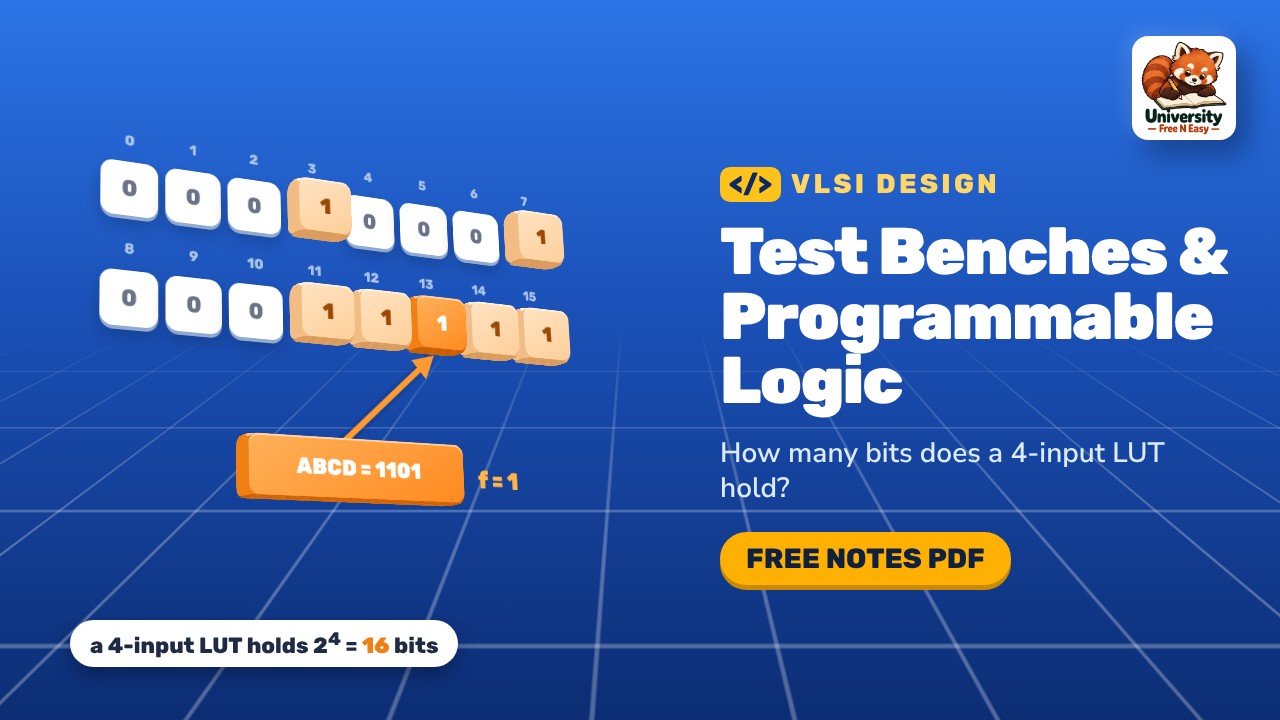 University
Free N Easy
</> VLSI DESIGN
Test Benches &
Programmable
Logic
How many bits does a 4-input LUT
hold?
FREE NOTES PDF
0 1 2 3 4 5 6 7
0 0 0 1 0 0 0 1
8 9 10 11 12 13 14 15
0 0 0 1 1 1 1 1
ABCD = 1101 f = 1
a 4-input LUT holds 2⁴ = 16 bits